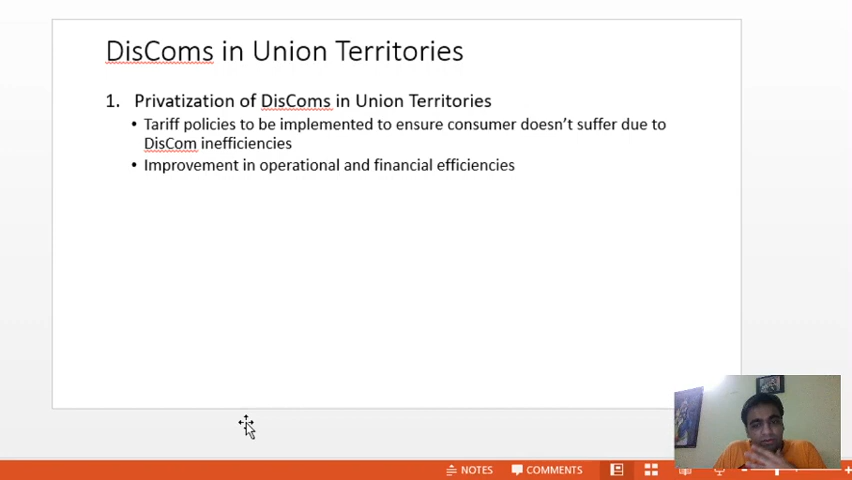 DisComs in Union Territories
1. Privatization of DisComs in Union Territories
• Tariff policies to be implemented to ensure consumer doesn't suffer due to
DisCom inefficiencies
• Improvement in operational and financial efficiencies
NOTES COMMENTS